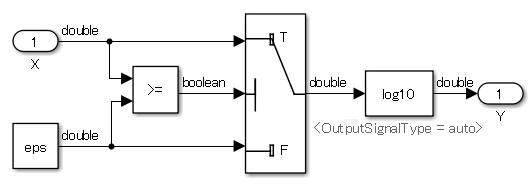 double
1
X
>=
boolean
double
eps
T
F
double
<OutputSignalType = auto>
log10
double
1
Y